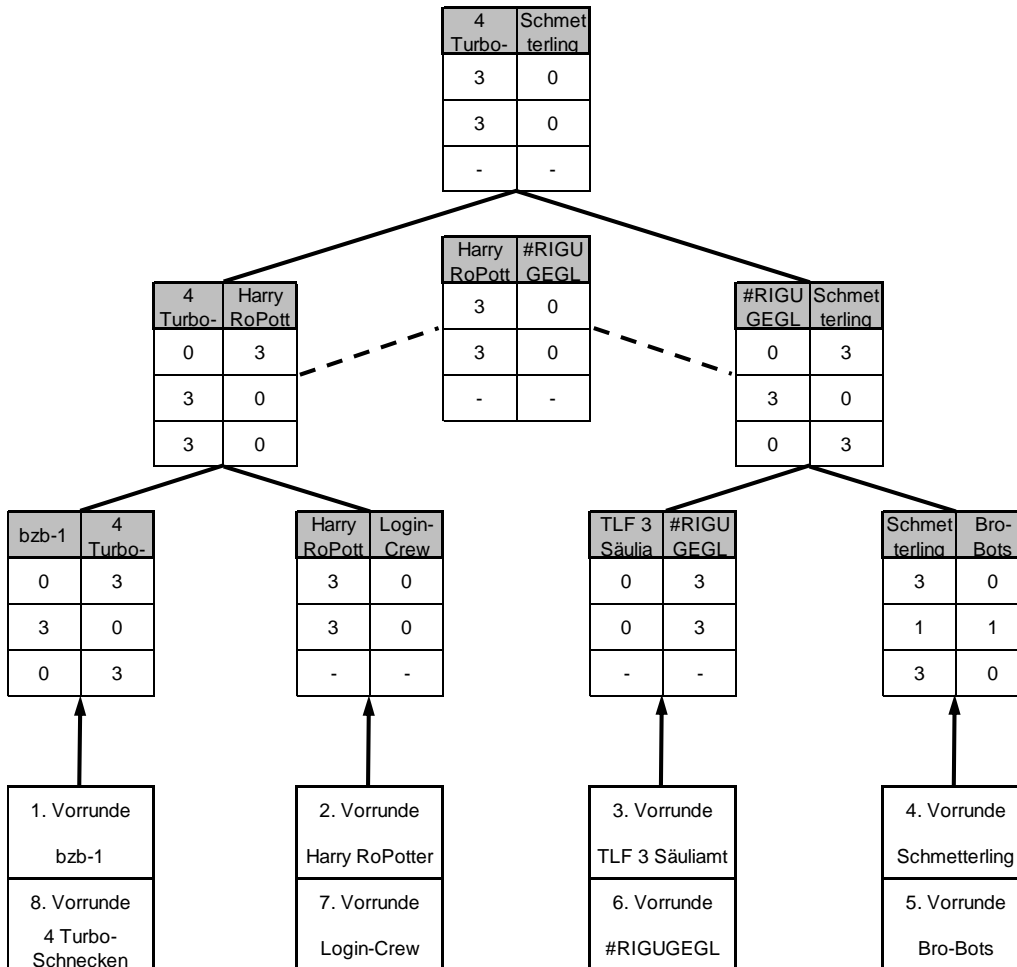 4 Schmet
Turbo- terling
3 0
3 0
- -
Harry #RIGU
RoPott GEGL
3 0
3 0
- -
4 Harry
Turbo- RoPott
0 3
3 0
3 0
#RIGU Schmet
GEGL terling
0 3
3 0
0 3
bzb-1 4
Turbo-
0 3
3 0
0 3
Harry Login-
RoPott Crew
3 0
3 0
- -
TLF 3 #RIGU
Säulia GEGL
0 3
0 3
- -
Schmet Bro-
terling Bots
3 0
1 1
3 0
1. Vorrunde
bzb-1
8. Vorrunde
4 Turbo-
Schnecken
2. Vorrunde
Harry RoPotter
7. Vorrunde
Login-Crew
3. Vorrunde
TLF 3 Säuliamt
6. Vorrunde
#RIGUGEGL
4. Vorrunde
Schmetterling
5. Vorrunde
Bro-Bots